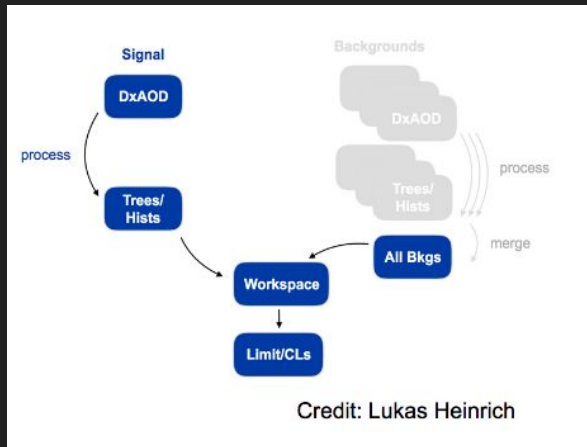 Signal
DxAOD
process
Trees/
Hists
Backgrounds
DxAOD
process
Trees/
Hists
merge
All Bkgs
Workspace
Limit/CLs
Credit: Lukas Heinrich